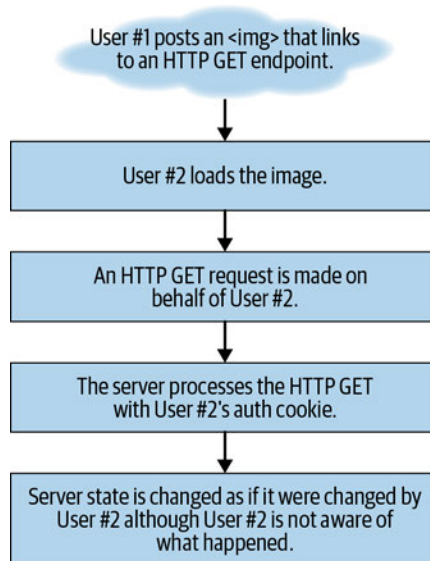 User #1 posts an <img> that links
to an HTTP GET endpoint.
User #2 loads the image.
An HTTP GET request is made on
behalf of User #2.
The server processes the HTTP GET
with User #2's auth cookie.
Server state is changed as if it were changed by
User #2 although User #2 is not aware of
what happened.